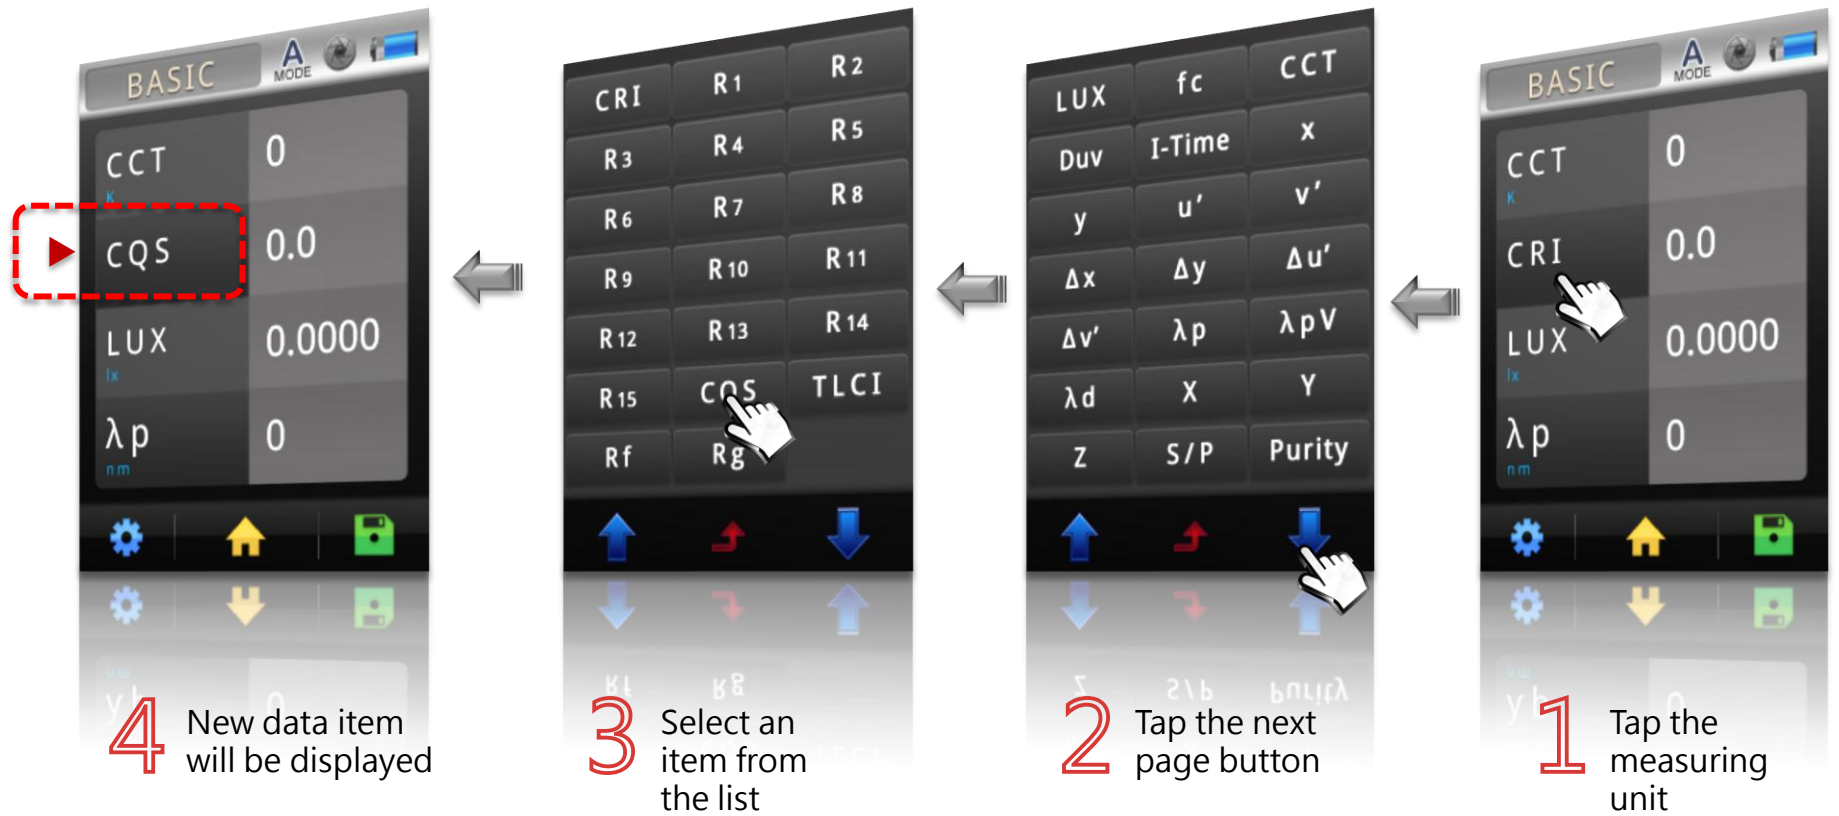 BASIC
A
MODE
CCT 0
K
CQS 0.0
LUX 0.0000
lx
λp 0
nm
4 New data item
will be displayed
CRI R1 R2
R3 R4 R5
R6 R7 R8
R9 R10 R11
R12 R13 R14
R15 CQS TLCI
Rf Rg
3 Select an
item from
the list
LUX fc CCT
Duv I-Time x
y u' v'
Δx Δy Δu'
Δv' λp λpV
λd X Y
Z S/P Purity
2 Tap the next
page button
BASIC
A
MODE
CCT 0
K
CRI 0.0
LUX 0.0000
lx
λp 0
nm
1 Tap the
measuring
unit